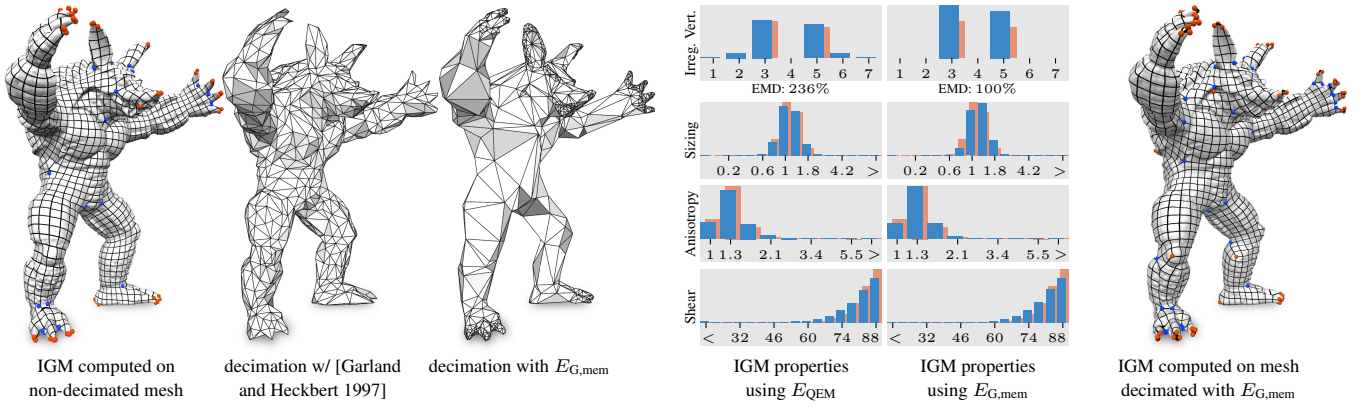 Irreg. Vert.
1 2 3 4 5 6 7
1 2 3 4 5 6 7
EMD: 236%
EMD: 100%
Sizing
0.2 0.6 1 1.8 4.2 >
0.2 0.6 1 1.8 4.2 >
Anisotropy
1 1.3 2.1 3.4 5.5 >
1 1.3 2.1 3.4 5.5 >
Shear
< 32 46 60 74 88
< 32 46 60 74 88
IGM computed on
non-decimated mesh
decimation w/ [Garland
and Heckbert 1997]
decimation with E_G,mem
IGM properties
using E_QEM
IGM properties
using E_G,mem
IGM computed on mesh
decimated with E_G,mem